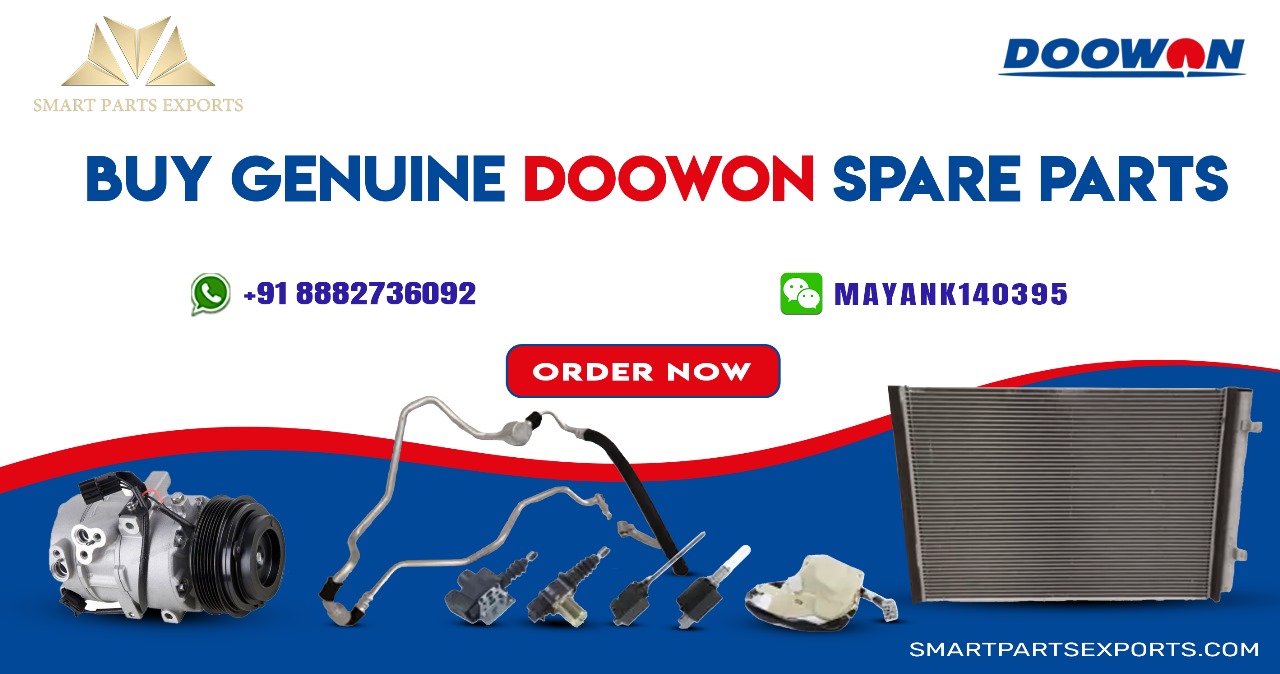 SMART PARTS EXPORTS
DOOWON
BUY GENUINE DOOWON SPARE PARTS
+91 8882736092
MAYANK140395
ORDER NOW
SMARTPARTSEXPORTS.COM